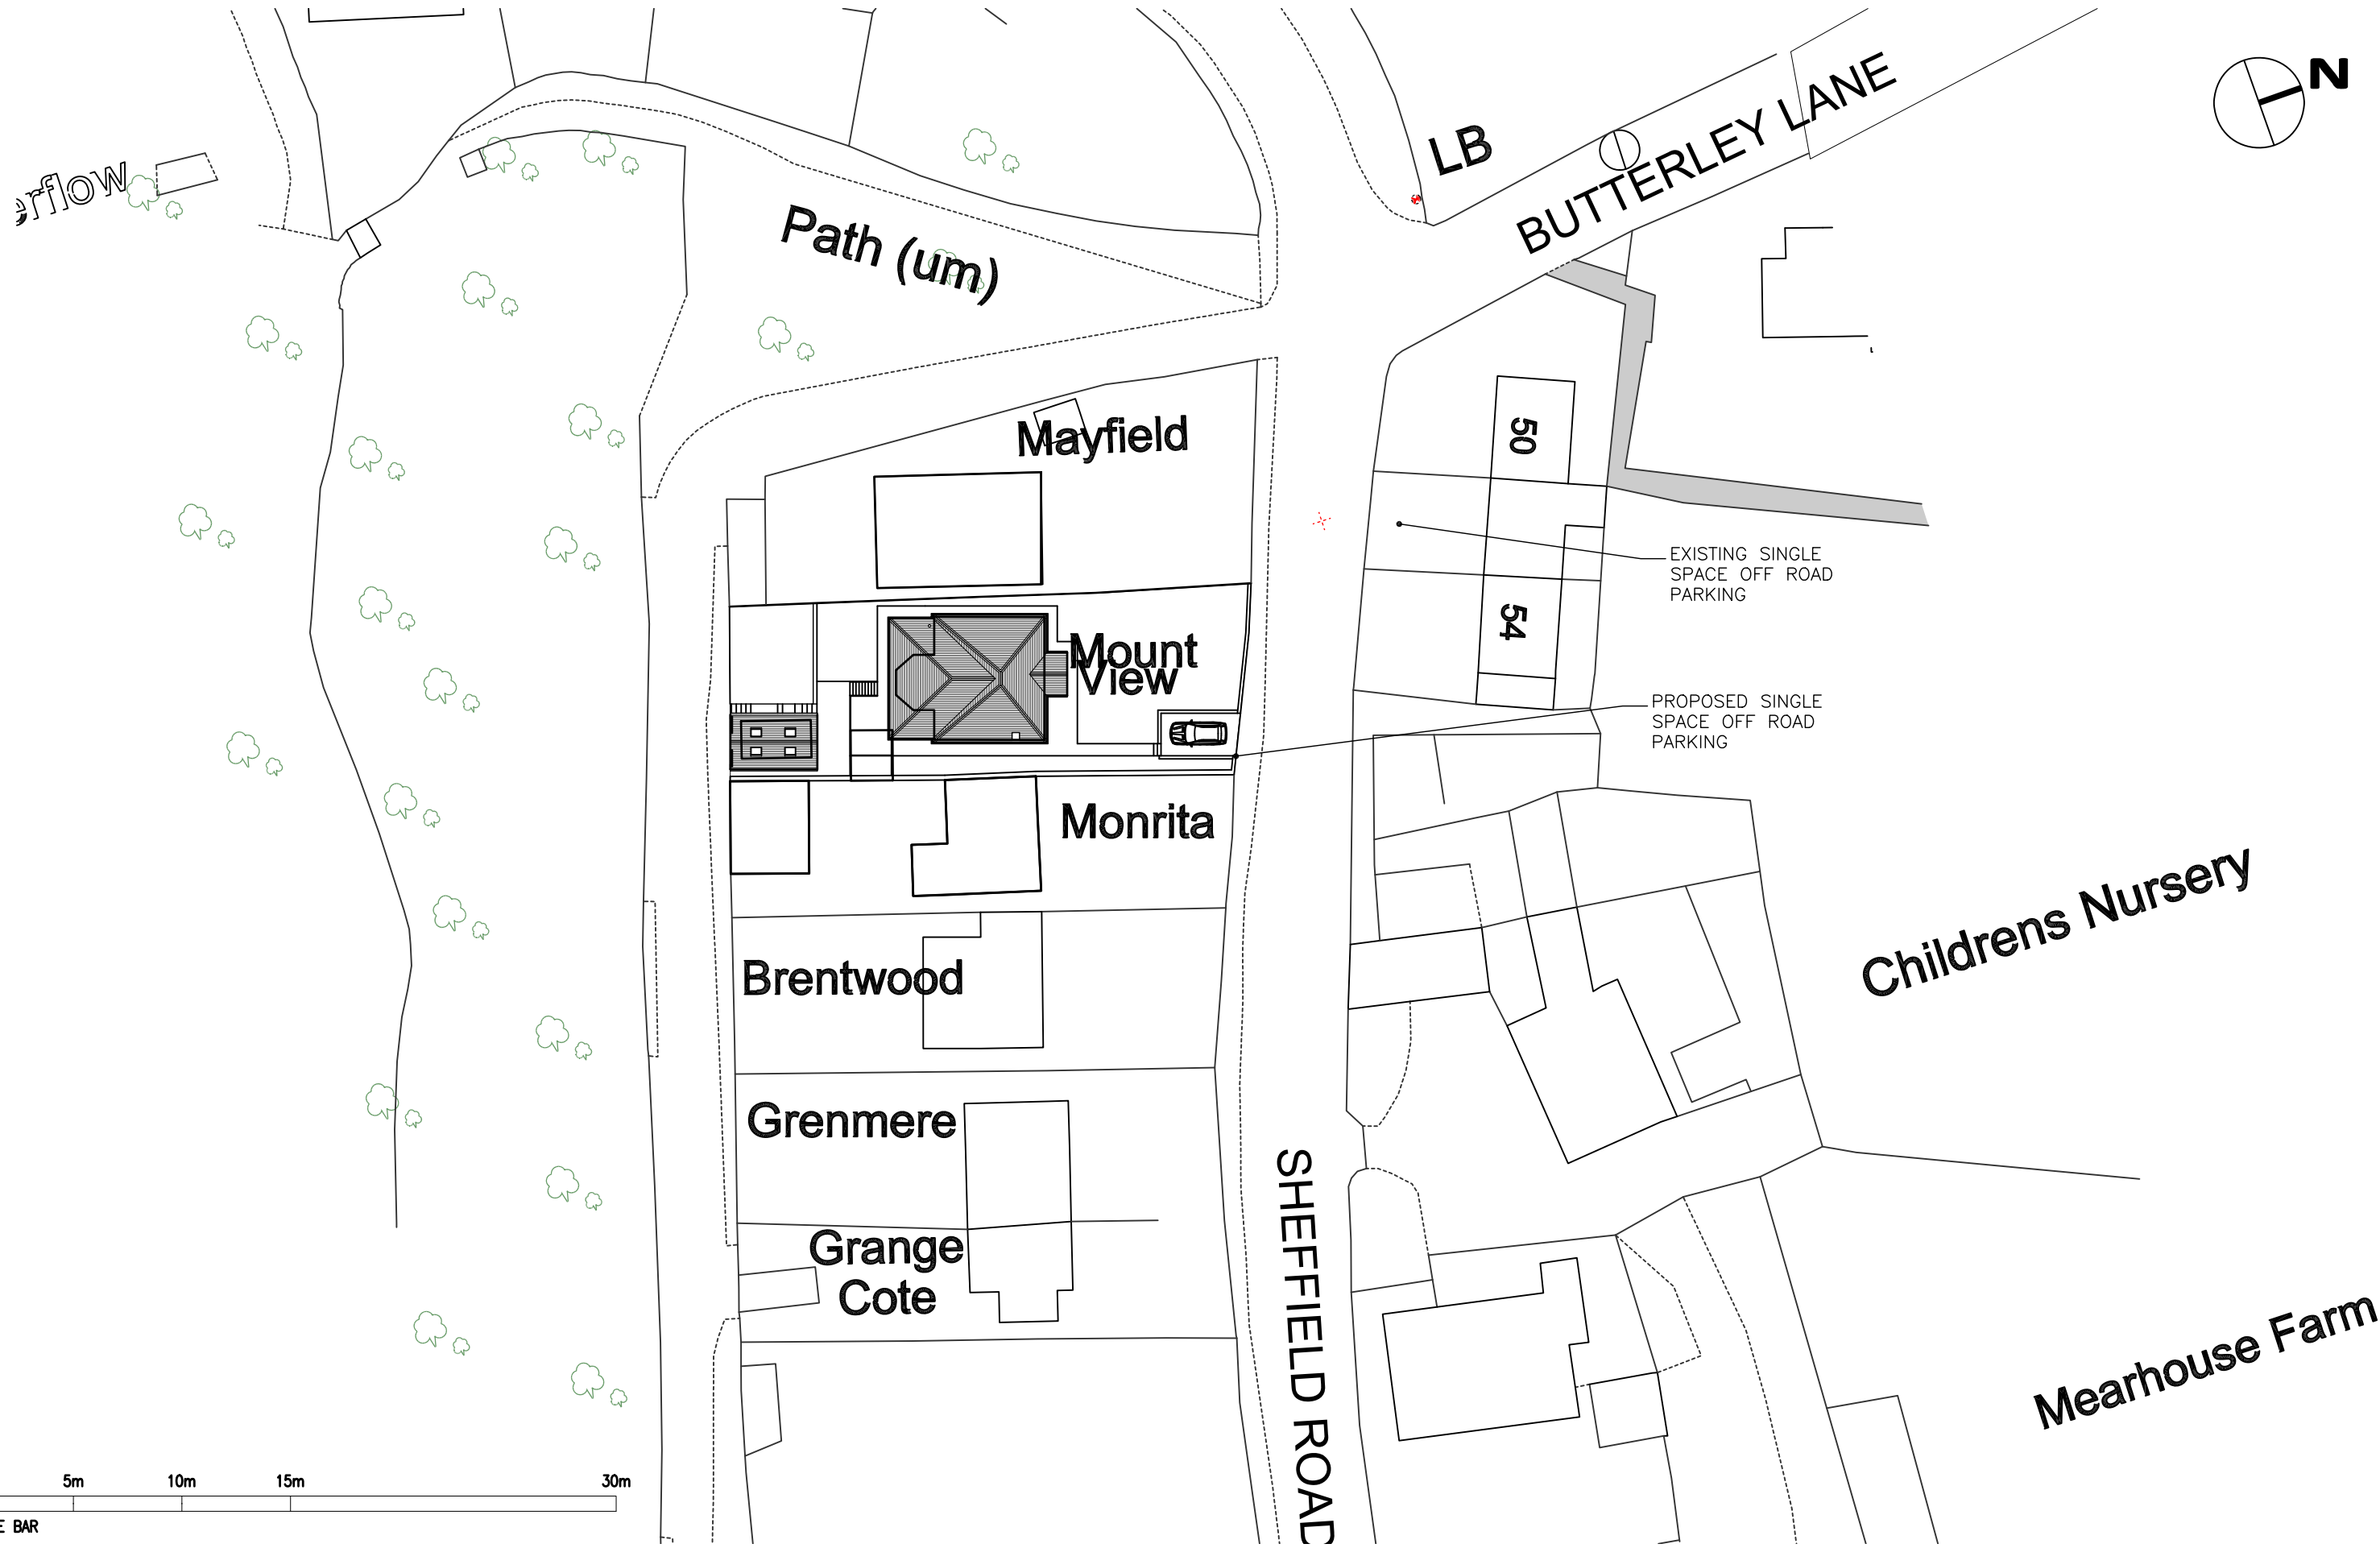 N
LB
BUTTERLEY LANE
erflow
Path (um)
Mayfield
50
EXISTING SINGLE
SPACE OFF ROAD
PARKING
54
Mount
View
PROPOSED SINGLE
SPACE OFF ROAD
PARKING
Monrita
Childrens Nursery
Brentwood
Grenmere
SHEFFIELD ROAD
Grange
Cote
Mearhouse Farm
5m 10m 15m 30m
E BAR